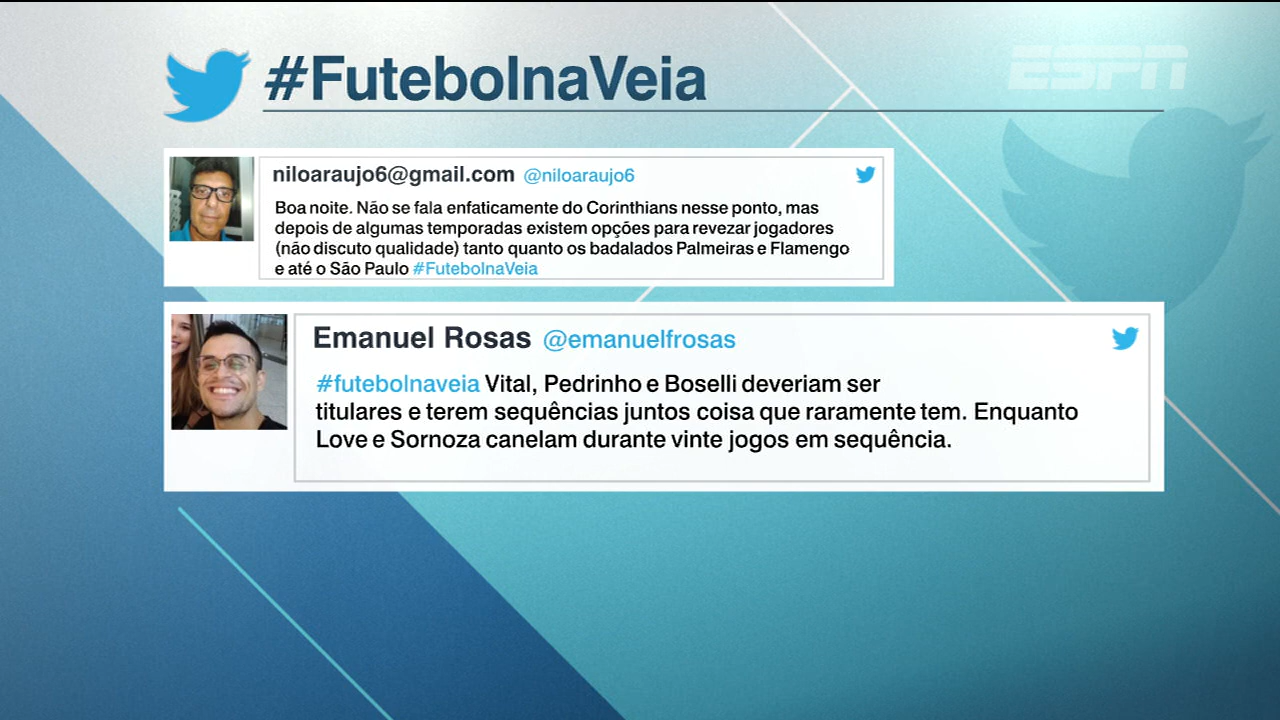 #FutebolnaVeia
ESPN
niloaraujo6@gmail.com @niloaraujo6
Boa noite. Não se fala enfaticamente do Corinthians nesse ponto, mas
depois de algumas temporadas existem opções para revezar jogadores
(não discuto qualidade) tanto quanto os badalados Palmeiras e Flamengo
e até o São Paulo #FutebolnaVeia
Emanuel Rosas @emanuelfrosas
#futebolnaveia Vital, Pedrinho e Boselli deveriam ser
titulares e terem sequências juntos coisa que raramente tem. Enquanto
Love e Sornoza canelam durante vinte jogos em sequência.